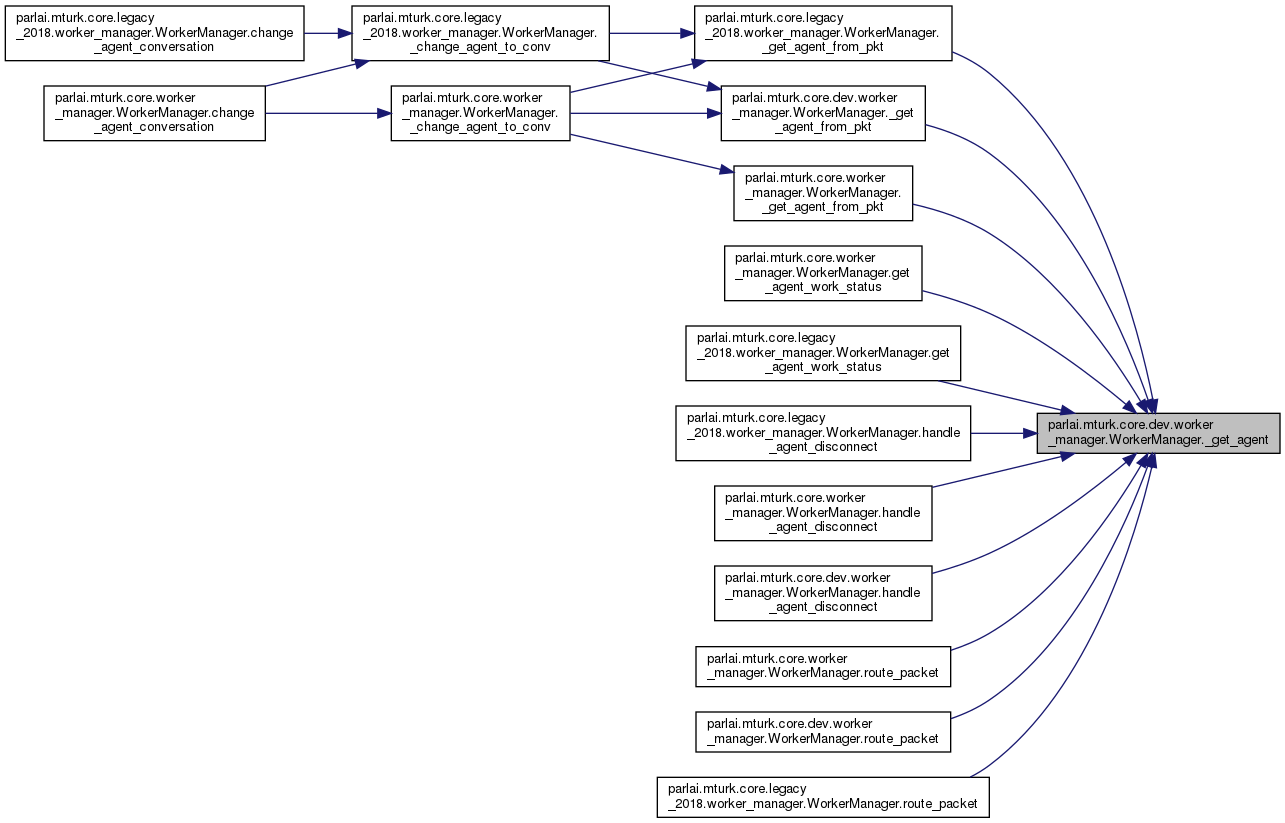 parlai.mturk.core.legacy
_2018.worker_manager.WorkerManager.change
_agent_conversation
parlai.mturk.core.legacy
_2018.worker_manager.WorkerManager.
_change_agent_to_conv
parlai.mturk.core.legacy
_2018.worker_manager.WorkerManager.
_get_agent_from_pkt
parlai.mturk.core.worker
_manager.WorkerManager.change
_agent_conversation
parlai.mturk.core.worker
_manager.WorkerManager.
_change_agent_to_conv
parlai.mturk.core.dev.worker
_manager.WorkerManager._get
_agent_from_pkt
parlai.mturk.core.worker
_manager.WorkerManager.
_get_agent_from_pkt
parlai.mturk.core.worker
_manager.WorkerManager.get
_agent_work_status
parlai.mturk.core.legacy
_2018.worker_manager.WorkerManager.get
_agent_work_status
parlai.mturk.core.legacy
_2018.worker_manager.WorkerManager.handle
_agent_disconnect
parlai.mturk.core.dev.worker
_manager.WorkerManager._get_agent
parlai.mturk.core.worker
_manager.WorkerManager.handle
_agent_disconnect
parlai.mturk.core.dev.worker
_manager.WorkerManager.handle
_agent_disconnect
parlai.mturk.core.worker
_manager.WorkerManager.route_packet
parlai.mturk.core.dev.worker
_manager.WorkerManager.route_packet
parlai.mturk.core.legacy
_2018.worker_manager.WorkerManager.route_packet